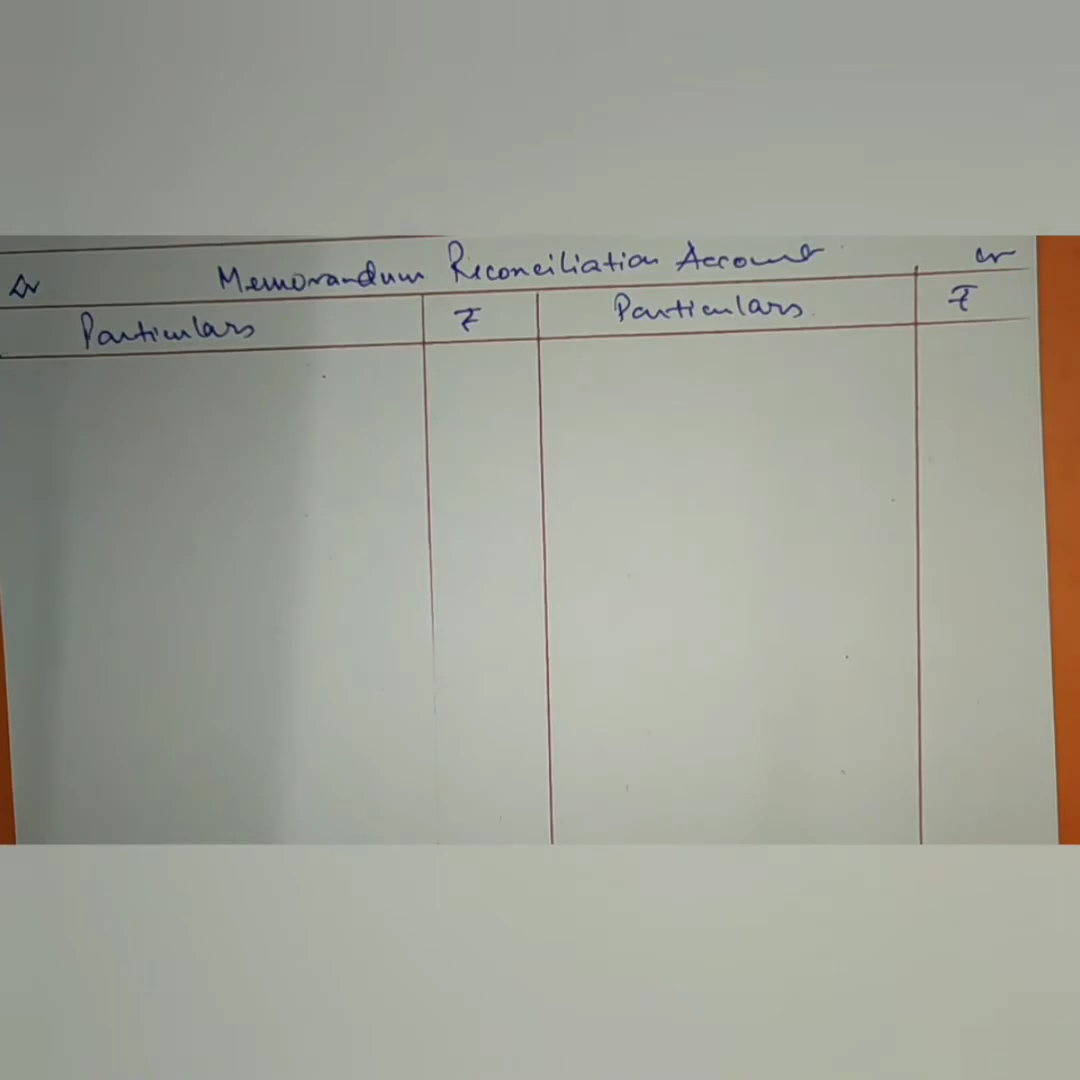 Dr Memorandum Reconciliation Account Cr
Particulars ₹ Particulars ₹